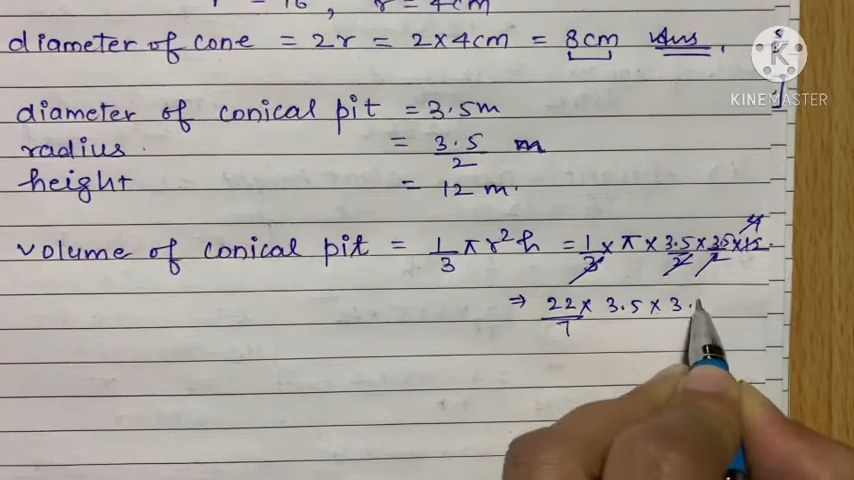 r = 4cm
diameter of cone = 2r = 2×4cm = 8cm Ans.
K
KINEMASTER
diameter of conical pit = 3.5m
radius. = 3.5/2 m
height = 12 m.
volume of conical pit = 1/3 πr²h = 1/3 × π × 3.5/2 × 3.5/2 ×
⇒ 22/7 × 3.5 × 3.